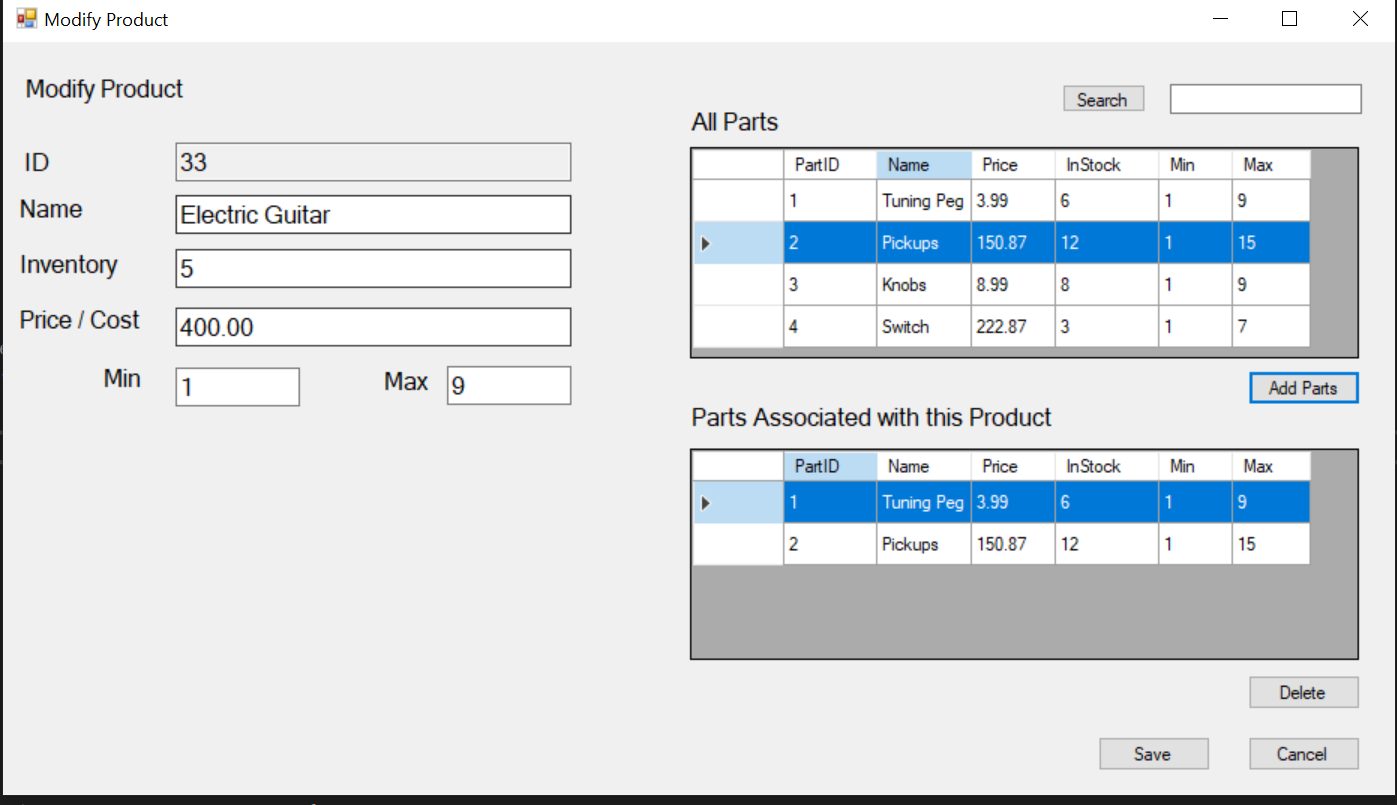 Modify Product
Modify Product
ID 33
Name Electric Guitar
Inventory 5
Price / Cost 400.00
Min 1 Max 9
Search
All Parts
PartID Name Price InStock Min Max
1 Tuning Peg 3.99 6 1 9
2 Pickups 150.87 12 1 15
3 Knobs 8.99 8 1 9
4 Switch 222.87 3 1 7
Add Parts
Parts Associated with this Product
PartID Name Price InStock Min Max
1 Tuning Peg 3.99 6 1 9
2 Pickups 150.87 12 1 15
Delete
Save Cancel